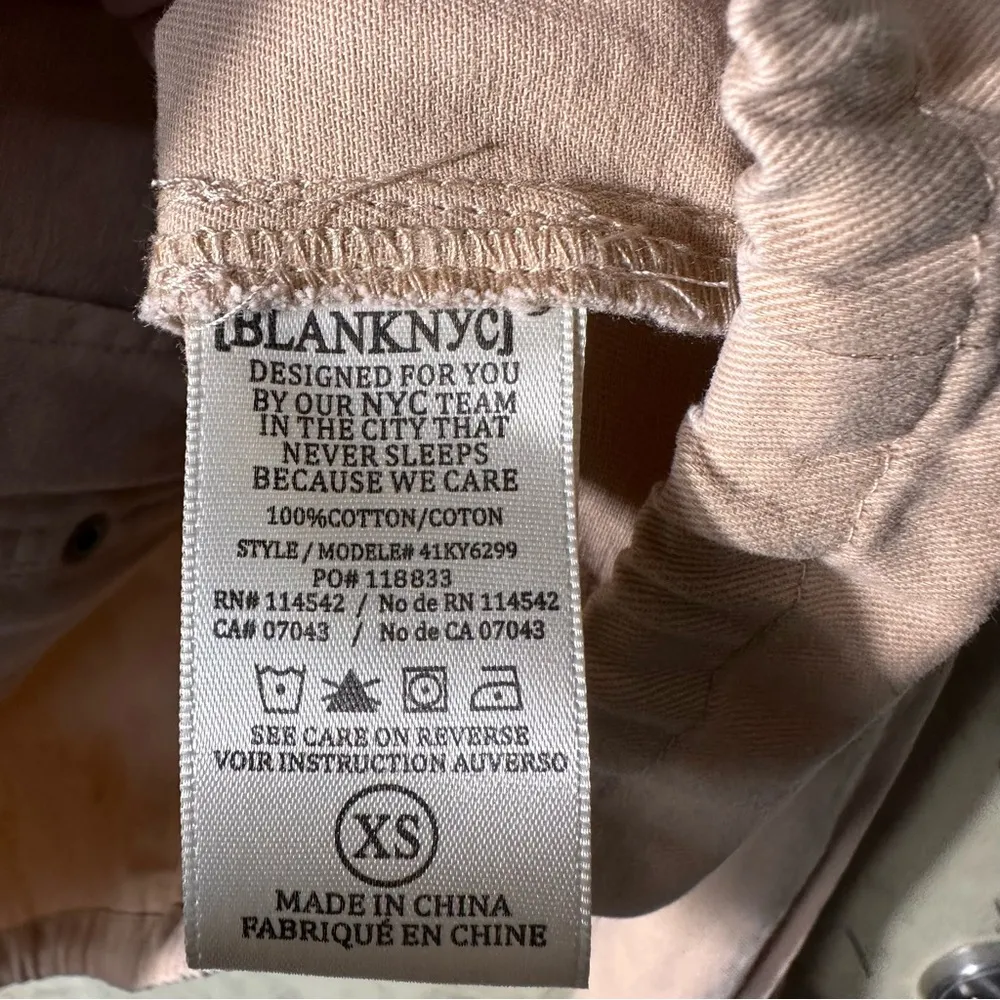 [BLANKNYC]
DESIGNED FOR YOU
BY OUR NYC TEAM
IN THE CITY THAT
NEVER SLEEPS
BECAUSE WE CARE
100%COTTON/COTON
STYLE / MODELE# 41KY6299
PO# 118833
RN# 114542 / No de RN 114542
CA# 07043 / No de CA 07043
SEE CARE ON REVERSE
VOIR INSTRUCTION AUVERSO
XS
MADE IN CHINA
FABRIQUÉ EN CHINE